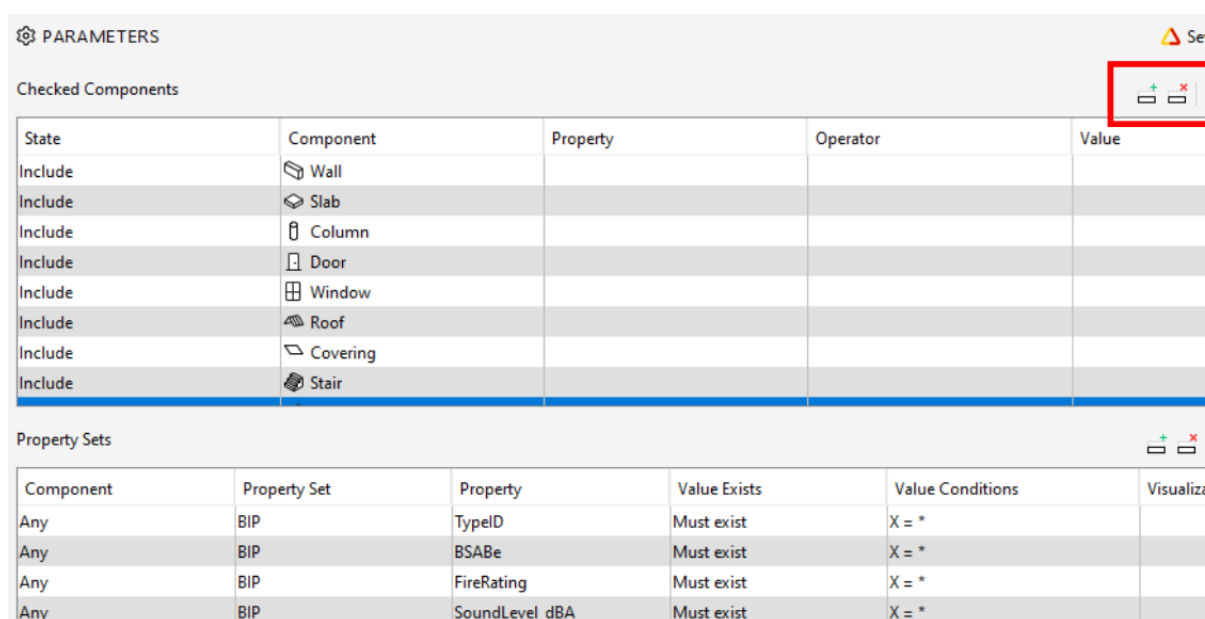 PARAMETERS
Checked Components
State Component Property Operator Value
Include Wall
Include Slab
Include Column
Include Door
Include Window
Include Roof
Include Covering
Include Stair
Property Sets
Component Property Set Property Value Exists Value Conditions
Any BIP TypeID Must exist X = *
Any BIP BSABe Must exist X = *
Any BIP FireRating Must exist X = *
Any BIP SoundLevel_dBA Must exist X = *